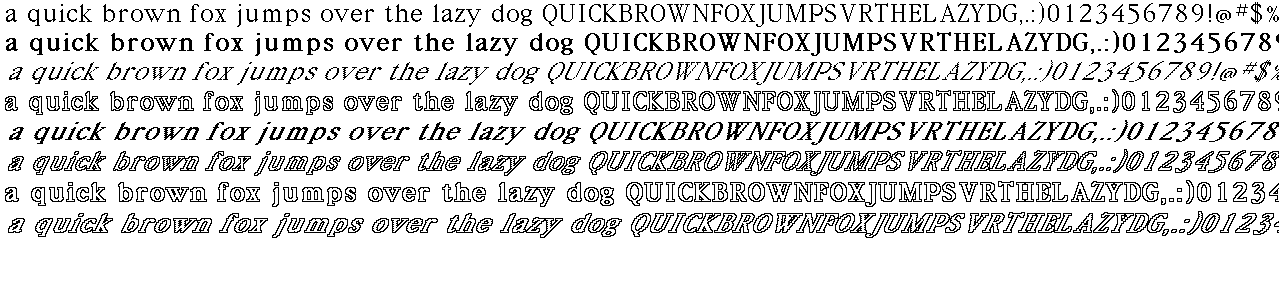 a quick brown fox jumps over the lazy dog QUICKBROWNFOXJUMPSVRTHELAZYDG,.:)0123456789!@#$%
a quick brown fox jumps over the lazy dog QUICKBROWNFOXJUMPSVRTHELAZYDG,.:)0123456789
a quick brown fox jumps over the lazy dog QUICKBROWNFOXJUMPSVRTHELAZYDG,.:)0123456789!@#$%
a quick brown fox jumps over the lazy dog QUICKBROWNFOXJUMPSVRTHELAZYDG,.:)0123456789
a quick brown fox jumps over the lazy dog QUICKBROWNFOXJUMPSVRTHELAZYDG,.:)012345678
a quick brown fox jumps over the lazy dog QUICKBROWNFOXJUMPSVRTHELAZYDG,.:)012345678
a quick brown fox jumps over the lazy dog QUICKBROWNFOXJUMPSVRTHELAZYDG,.:)01234
a quick brown fox jumps over the lazy dog QUICKBROWNFOXJUMPSVRTHELAZYDG,.:)01234